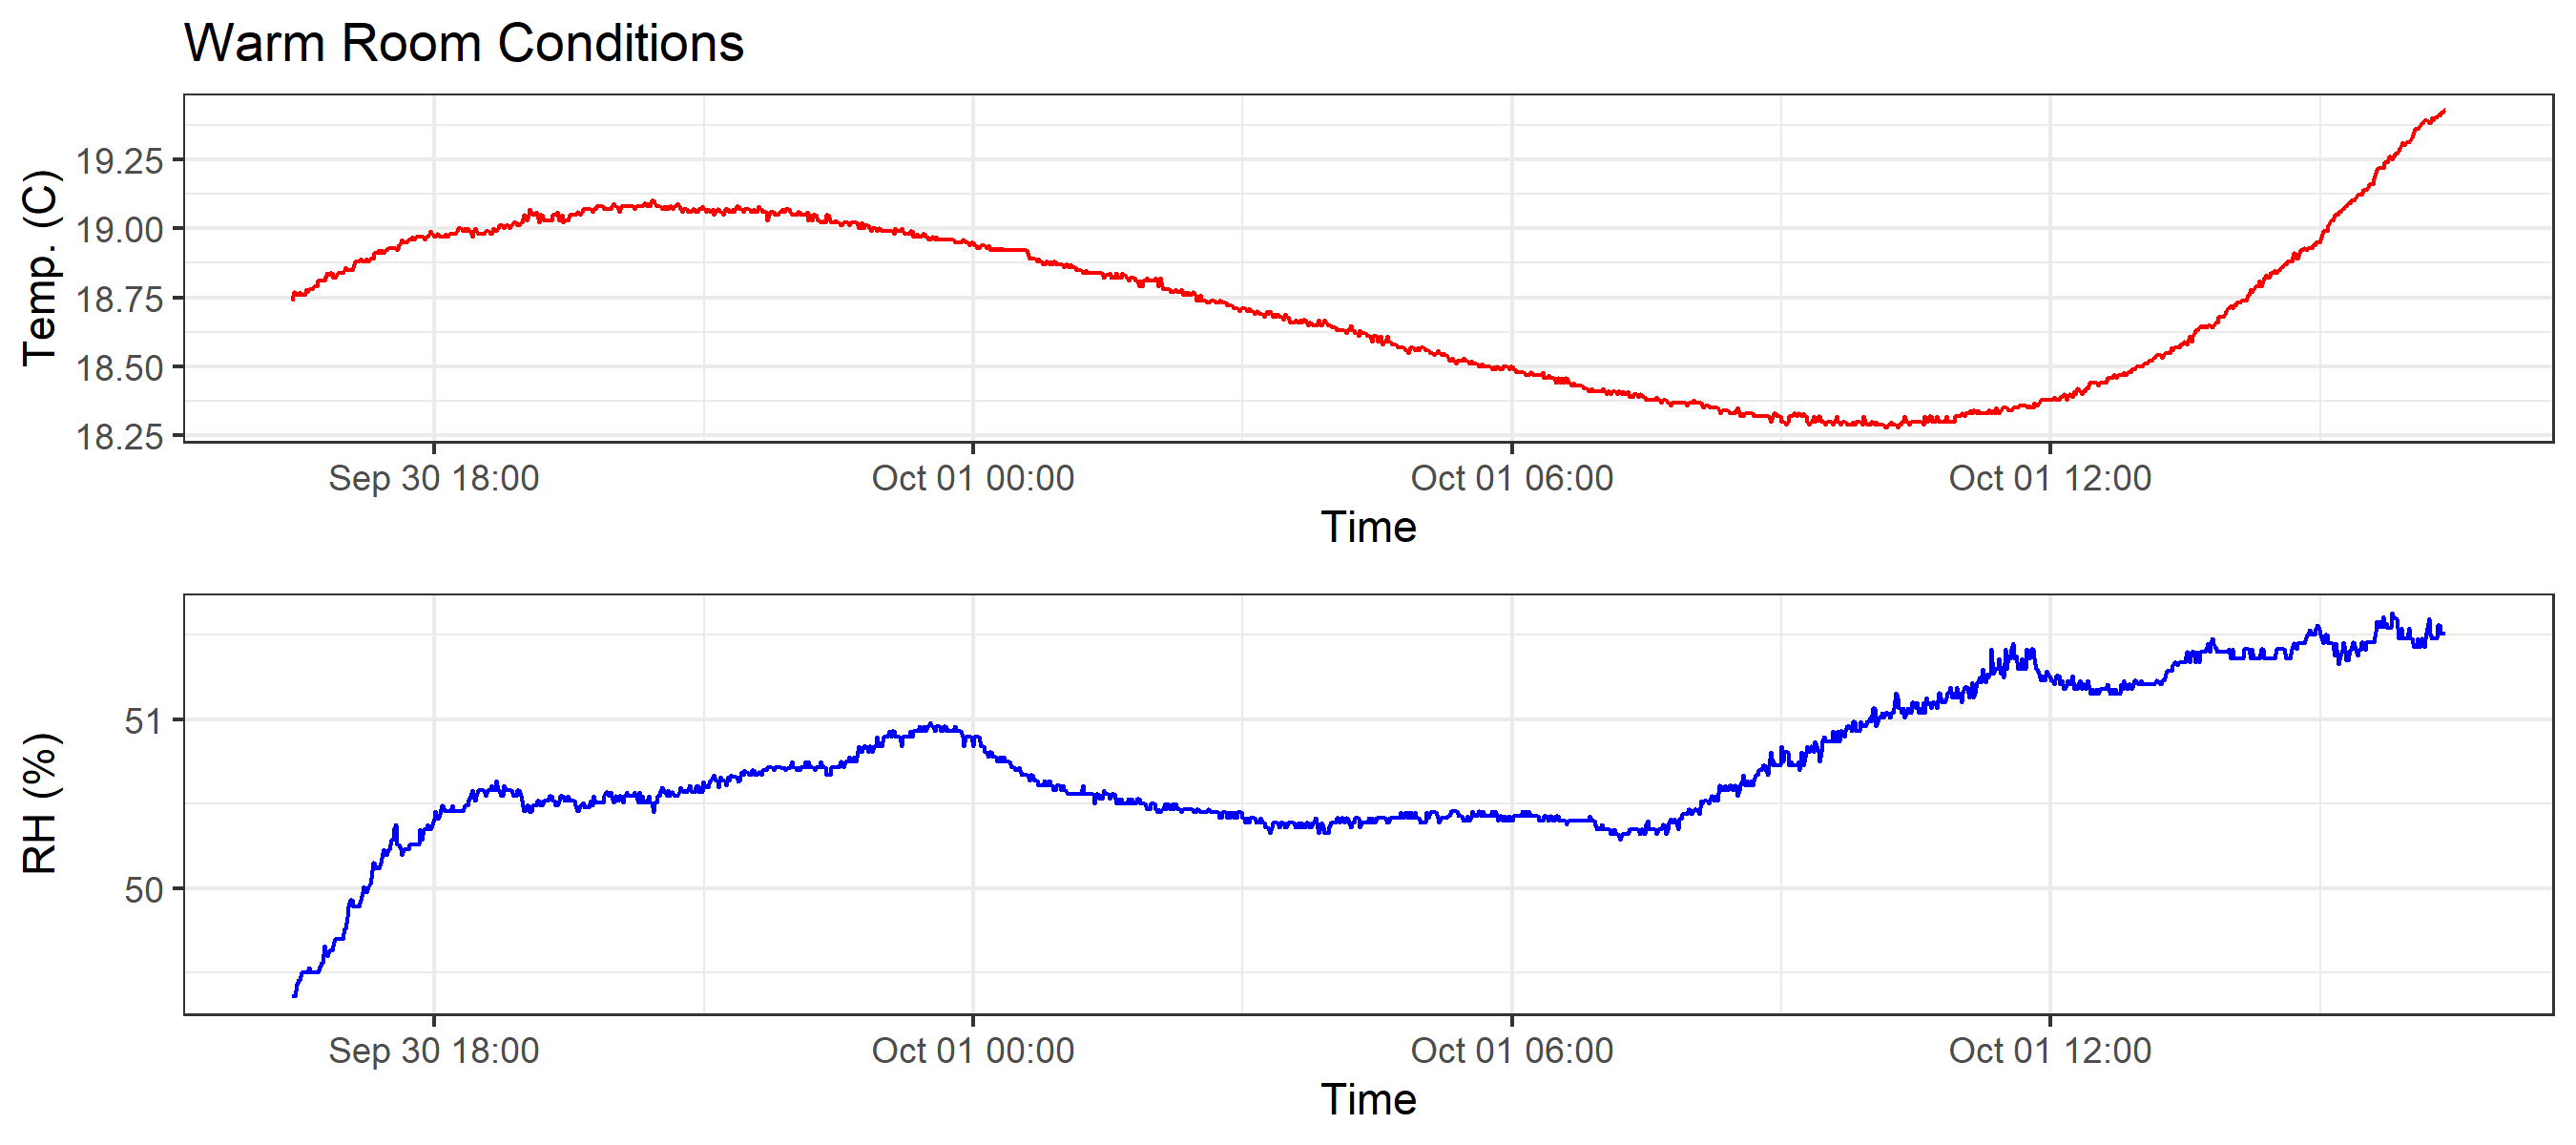 Warm Room Conditions
Temp. (C)
19.25
19.00
18.75
18.50
18.25
Sep 30 18:00 Oct 01 00:00 Oct 01 06:00 Oct 01 12:00
Time
RH (%)
51
50
Sep 30 18:00 Oct 01 00:00 Oct 01 06:00 Oct 01 12:00
Time